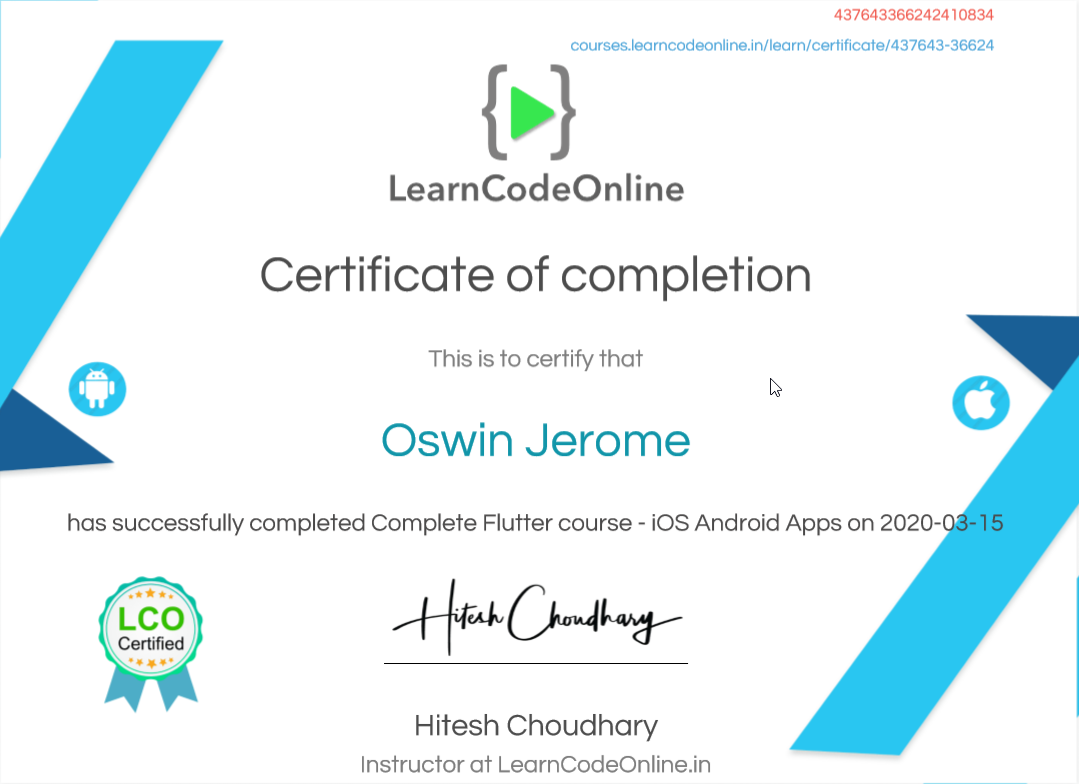 437643366242410834
courses.learncodeonline.in/learn/certificate/437643-36624
LearnCodeOnline
Certificate of completion
This is to certify that
Oswin Jerome
has successfully completed Complete Flutter course - iOS Android Apps on 2020-03-15
LCO
Certified
Hitesh Choudhary
Hitesh Choudhary
Instructor at LearnCodeOnline.in